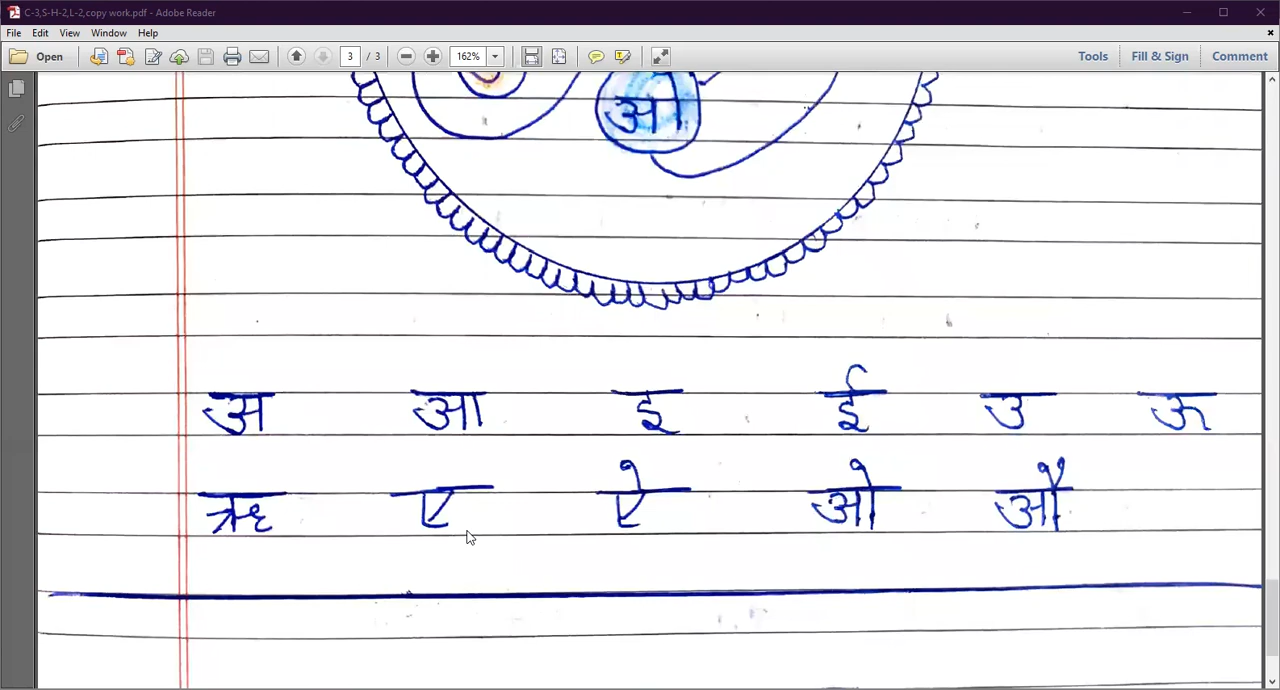 C-3,S-H-2,L-2,copy work.pdf - Adobe Reader
File Edit View Window Help
Open 3 / 3 162% Tools Fill & Sign Comment
ओ
अ आ इ ई उ ऊ
ऋ ए ऐ ओ औ